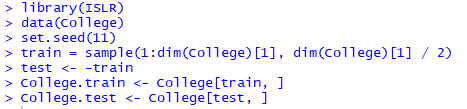 > library(ISLR)
> data(College)
> set.seed(11)
> train = sample(1:dim(College)[1], dim(College)[1] / 2)
> test <- -train
> College.train <- College[train, ]
> College.test <- College[test, ]